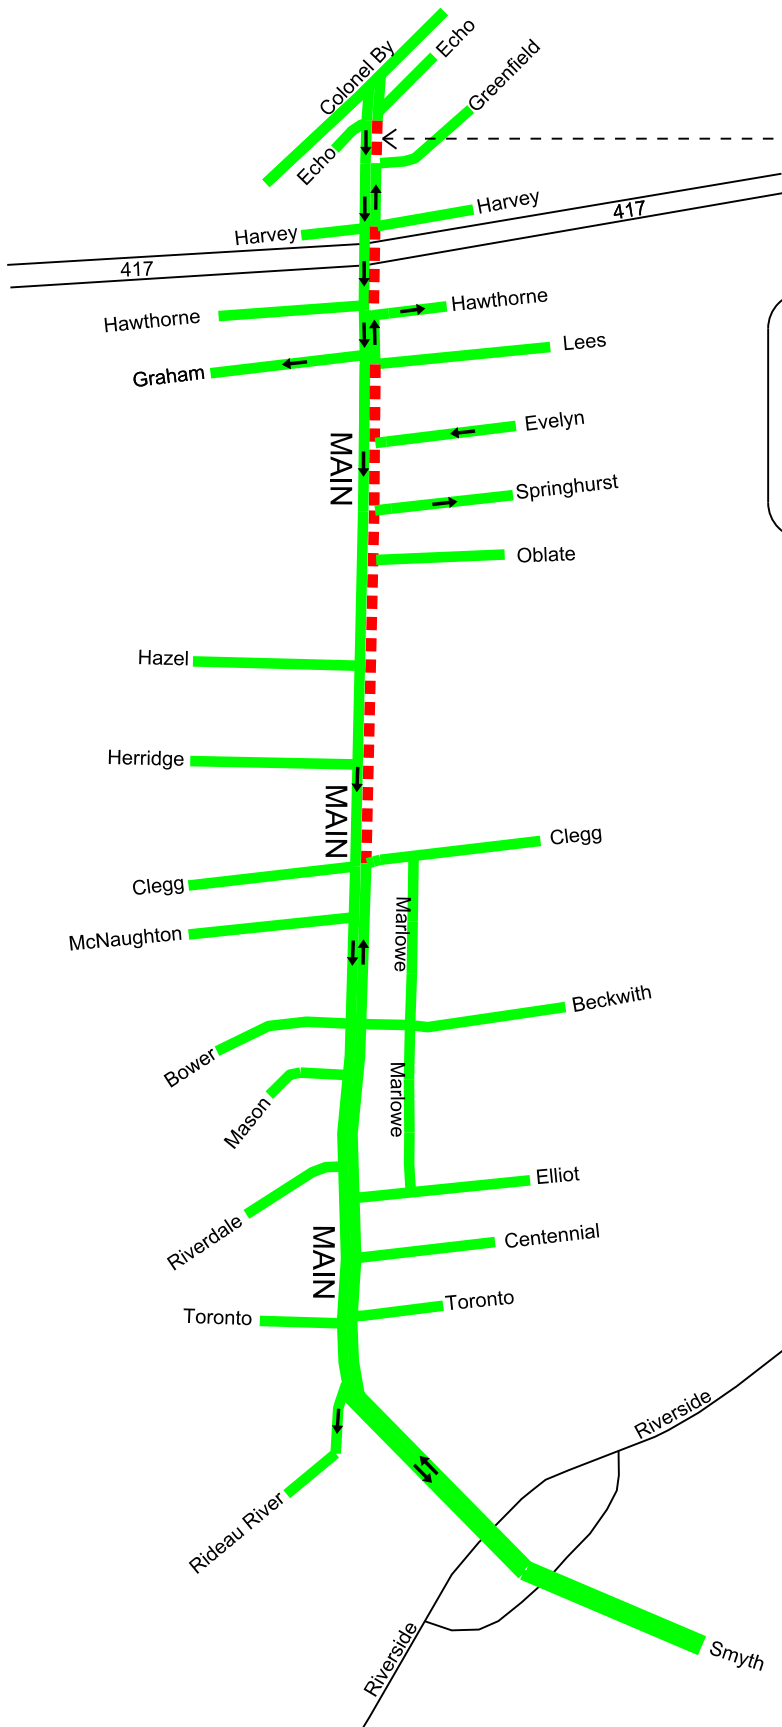 Echo
Colonel By
Greenfield
Echo
Harvey
Harvey
417
417
Hawthorne
Hawthorne
Lees
Graham
Evelyn
MAIN
Springhurst
Oblate
Hazel
Herridge
MAIN
Clegg
Clegg
McNaughton
Marlowe
Beckwith
Bower
Marlowe
Mason
Elliot
Riverdale
Centennial
MAIN
Toronto
Toronto
Riverside
Rideau River
Riverside
Smyth